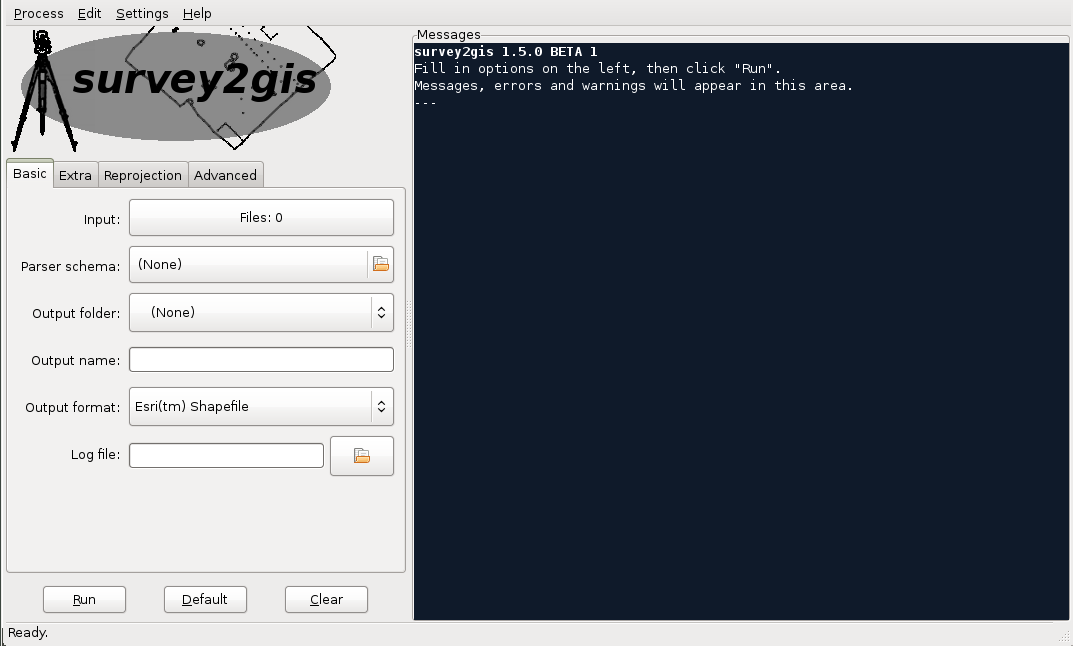 Process Edit Settings Help
survey2gis
Basic Extra Reprojection Advanced
Input: Files: 0
Parser schema: (None)
Output folder: (None)
Output name:
Output format: Esri(tm) Shapefile
Log file:
Run Default Clear
Messages
survey2gis 1.5.0 BETA 1
Fill in options on the left, then click "Run".
Messages, errors and warnings will appear in this area.
---
Ready.